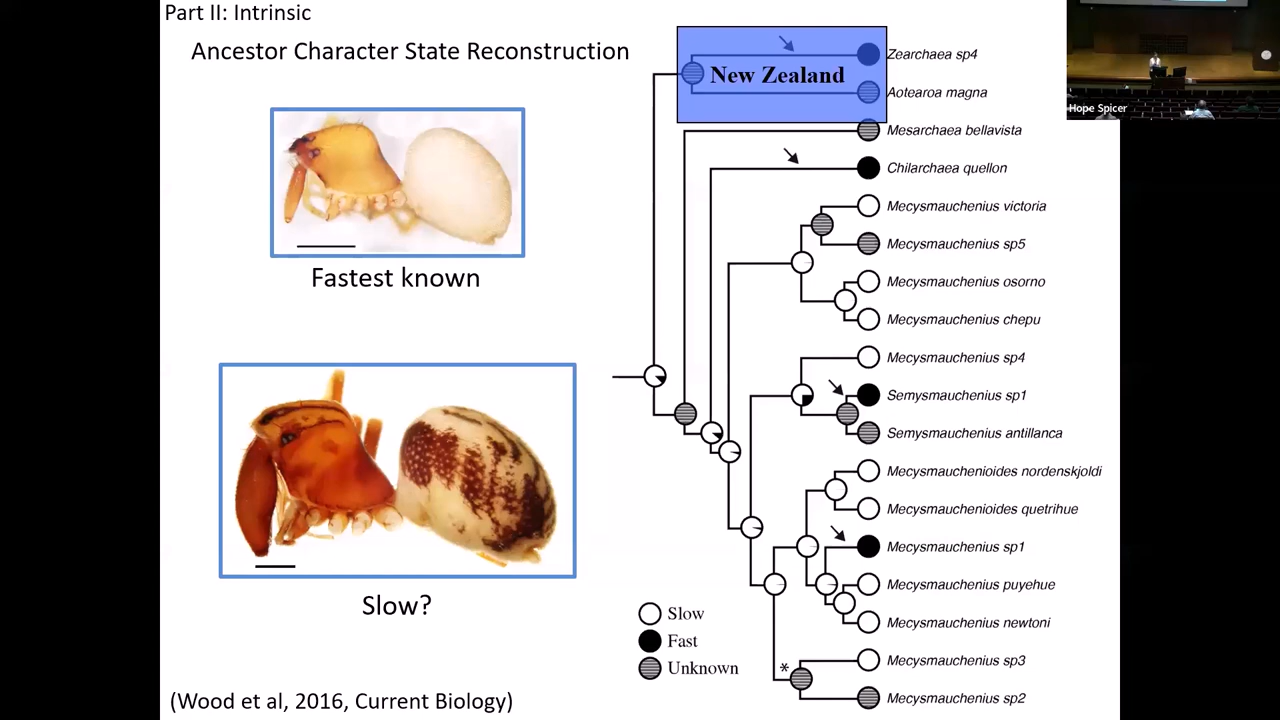 Part II: Intrinsic
Ancestor Character State Reconstruction
Fastest known
Slow?
(Wood et al, 2016, Current Biology)
New Zealand
Zearchaea sp4
Aotearoa magna
Mesarchaea bellavista
Chilarchaea quellon
Mecysmauchenius victoria
Mecysmauchenius sp5
Mecysmauchenius osorno
Mecysmauchenius chepu
Mecysmauchenius sp4
Semysmauchenius sp1
Semysmauchenius antillanca
Mecysmauchenioides nordenskjoldi
Mecysmauchenioides quetrihue
Mecysmauchenius sp1
Mecysmauchenius puyehue
Mecysmauchenius newtoni
*
Mecysmauchenius sp3
Mecysmauchenius sp2
Slow
Fast
Unknown
Hope Spicer